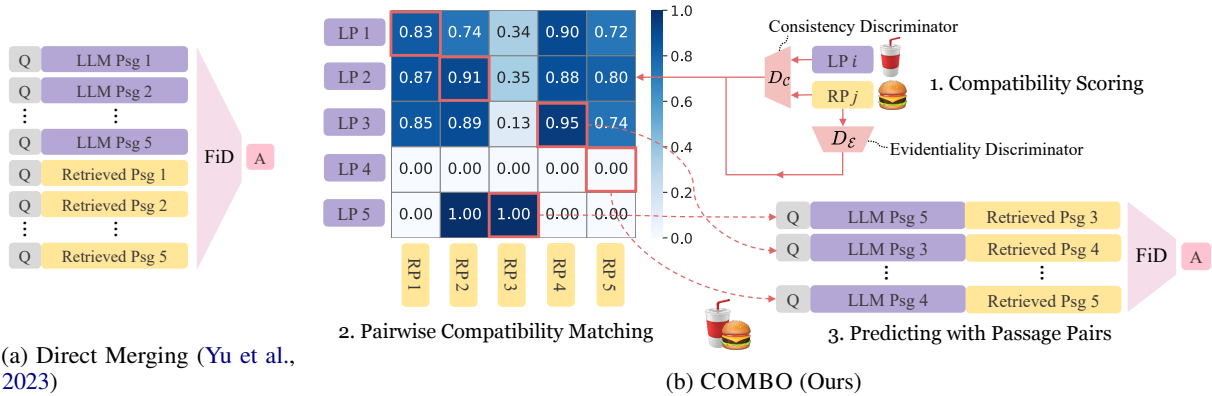 Q LLM Psg 1
Q LLM Psg 2
Q LLM Psg 5
Q Retrieved Psg 1
Q Retrieved Psg 2
Q Retrieved Psg 5
FiD
A
(a) Direct Merging (Yu et al.,
2023)
LP 1 0.83 0.74 0.34 0.90 0.72
LP 2 0.87 0.91 0.35 0.88 0.80
LP 3 0.85 0.89 0.13 0.95 0.74
LP 4 0.00 0.00 0.00 0.00 0.00
LP 5 0.00 1.00 1.00 0.00 0.00
RP 1 RP 2 RP 3 RP 4 RP 5
1.0
0.8
0.6
0.4
0.2
0.0
2. Pairwise Compatibility Matching
Consistency Discriminator
D_C
LP i
RP j
1. Compatibility Scoring
D_ℰ
Evidentiality Discriminator
Q LLM Psg 5 Retrieved Psg 3
Q LLM Psg 3 Retrieved Psg 4
Q LLM Psg 4 Retrieved Psg 5
FiD
A
3. Predicting with Passage Pairs
(b) COMBO (Ours)